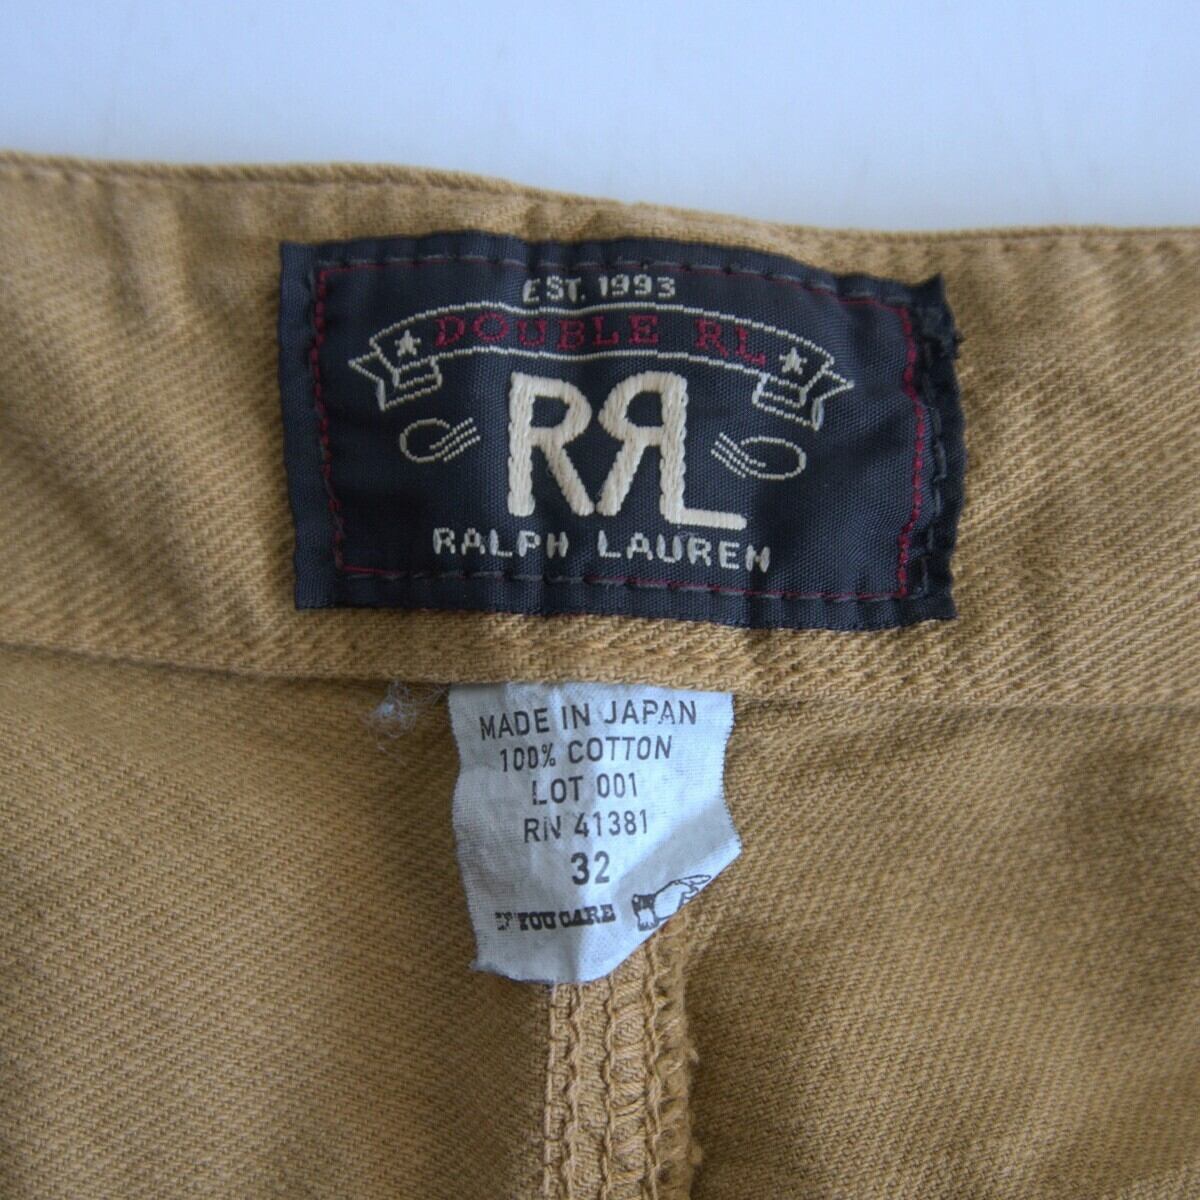 EST. 1993
DOUBLE RL
RRL
RALPH LAUREN
MADE IN JAPAN
100% COTTON
LOT 001
RN 41381
32
IF YOU CARE